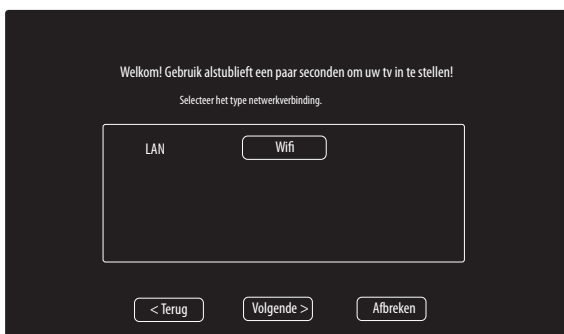 Welkom! Gebruik alstublieft een paar seconden om uw tv in te stellen!
Selecteer het type netwerkverbinding.
LAN Wifi
< Terug Volgende > Afbreken